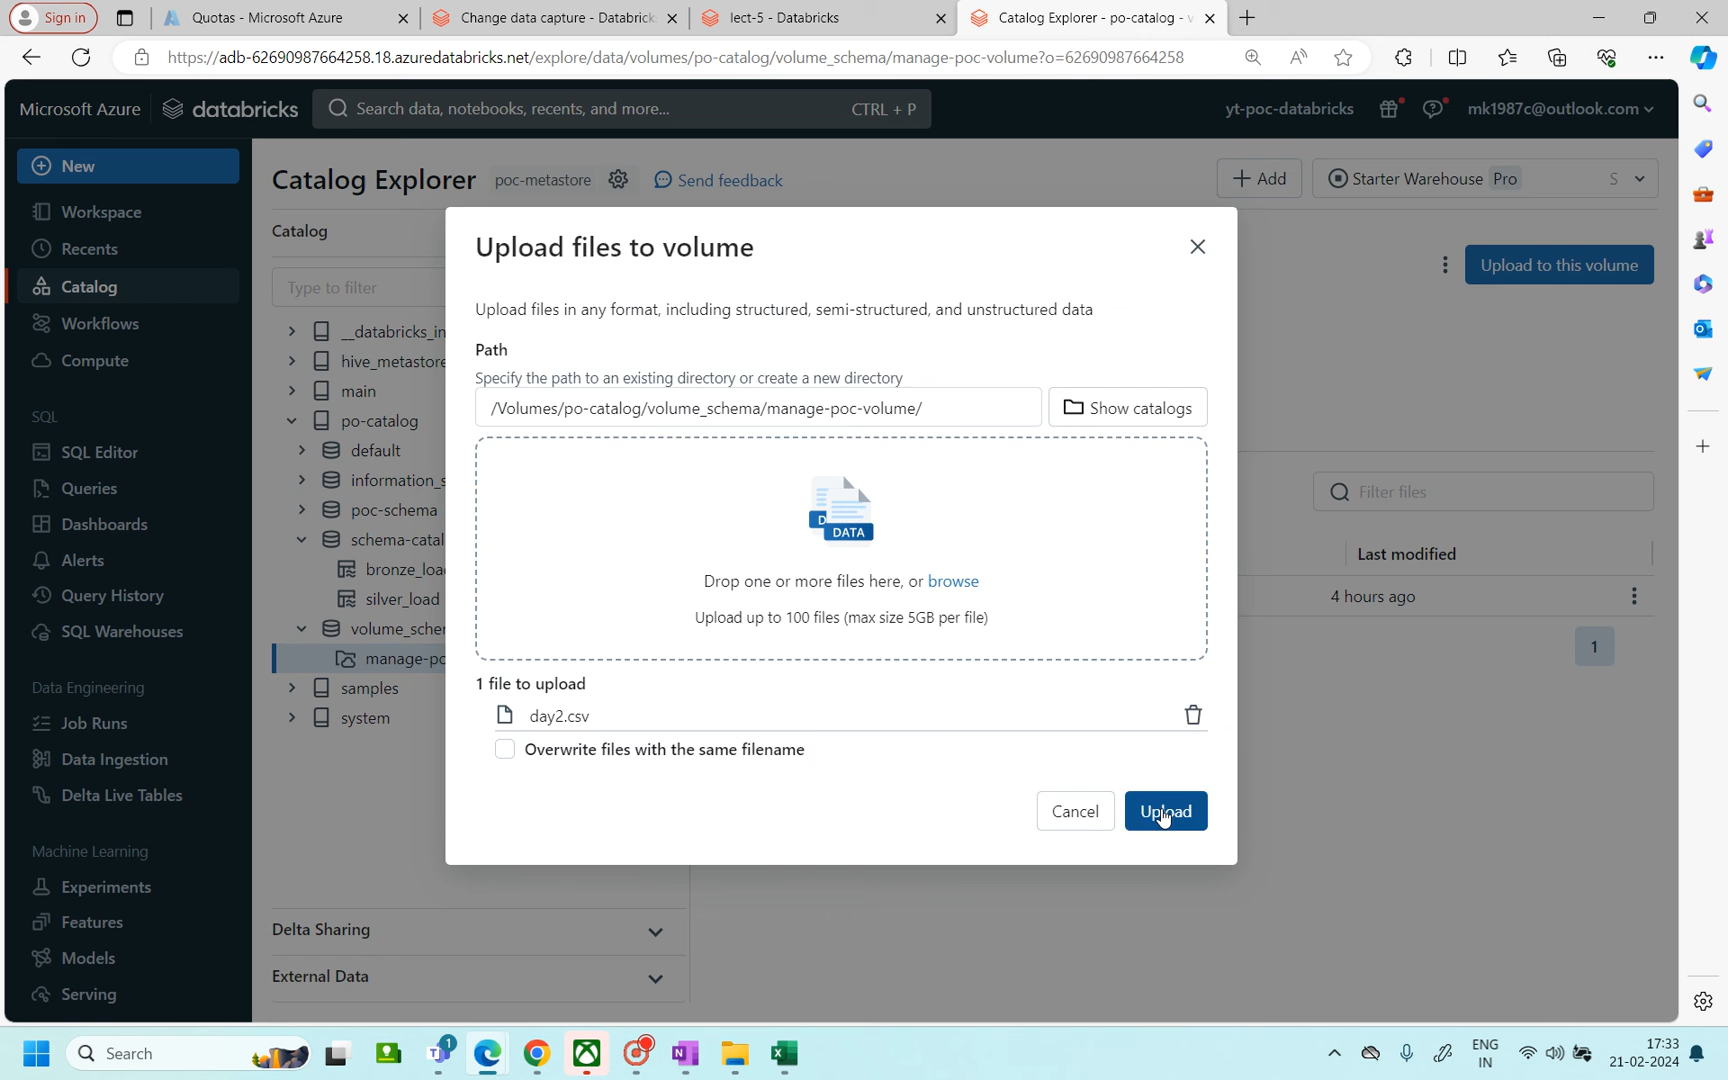 Sign in
Quotas - Microsoft Azure
Change data capture - Databrick
lect-5 - Databricks
Catalog Explorer - po-catalog - v
https://adb-62690987664258.18.azuredatabricks.net/explore/data/volumes/po-catalog/volume_schema/manage-poc-volume?o=62690987664258
Microsoft Azure
databricks
Search data, notebooks, recents, and more...
CTRL + P
yt-poc-databricks
mk1987c@outlook.com
New
Workspace
Recents
Catalog
Workflows
Compute
SQL
SQL Editor
Queries
Dashboards
Alerts
Query History
SQL Warehouses
Data Engineering
Job Runs
Data Ingestion
Delta Live Tables
Machine Learning
Experiments
Features
Models
Serving
Catalog Explorer
poc-metastore
Send feedback
Add
Starter Warehouse Pro
S
Catalog
Type to filter
__databricks_in
hive_metastore
main
po-catalog
default
information_s
poc-schema
schema-catal
bronze_loa
silver_load
volume_scher
manage-po
samples
system
Delta Sharing
External Data
Upload to this volume
Filter files
Last modified
4 hours ago
1
Upload files to volume
Upload files in any format, including structured, semi-structured, and unstructured data
Path
Specify the path to an existing directory or create a new directory
/Volumes/po-catalog/volume_schema/manage-poc-volume/
Show catalogs
DATA
Drop one or more files here, or browse
Upload up to 100 files (max size 5GB per file)
1 file to upload
day2.csv
Overwrite files with the same filename
Cancel
Upload
Search
1
ENG
IN
17:33
21-02-2024